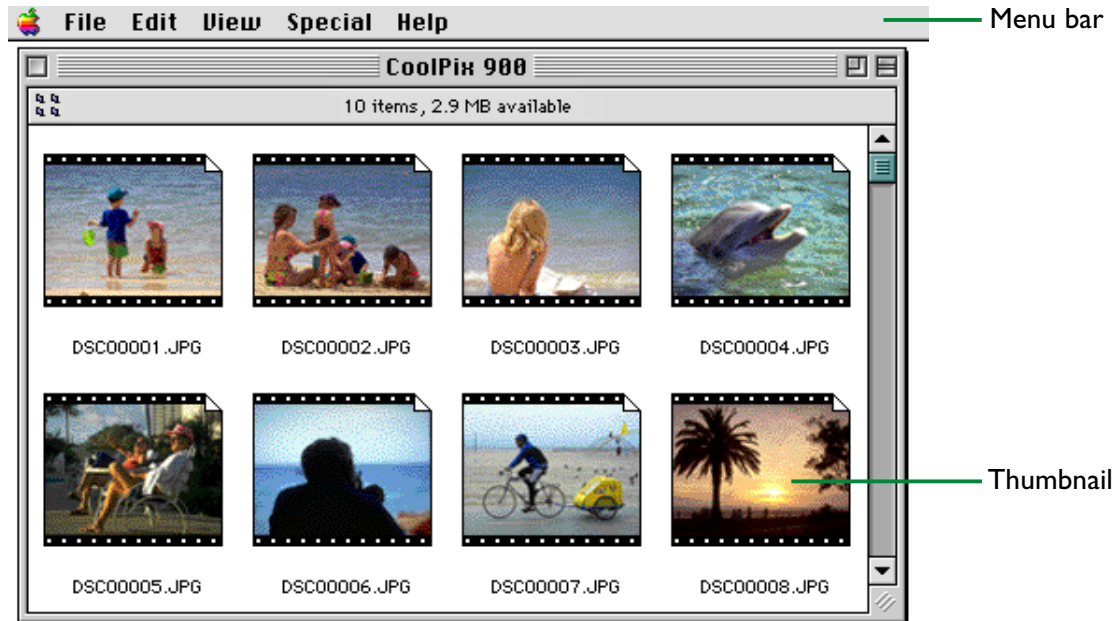 File Edit View Special Help
Menu bar
CoolPix 900
10 items, 2.9 MB available
DSC00001.JPG DSC00002.JPG DSC00003.JPG DSC00004.JPG
Thumbnail
DSC00005.JPG DSC00006.JPG DSC00007.JPG DSC00008.JPG